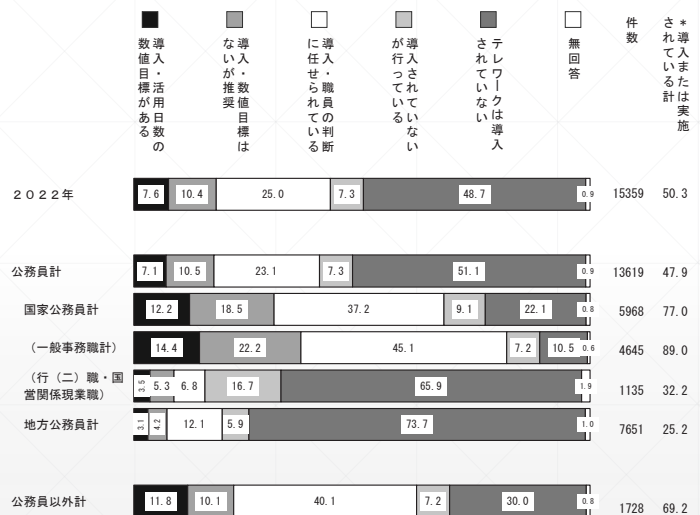 導入・活用日数の
数値目標がある
導入・数値目標は
ないが推奨
導入・職員の判断
に任せられている
導入されていない
が行っている
テレワークは導入
されていない
無回答
件数
＊導入または実施
されている計
２０２２年 7.6 10.4 25.0 7.3 48.7 0.9 15359 50.3
公務員計 7.1 10.5 23.1 7.3 51.1 0.9 13619 47.9
国家公務員計 12.2 18.5 37.2 9.1 22.1 0.8 5968 77.0
（一般事務職計） 14.4 22.2 45.1 7.2 10.5 0.6 4645 89.0
（行（二）職・国
営関係現業職） 3.5 5.3 6.8 16.7 65.9 1.9 1135 32.2
地方公務員計 3.1 4.2 12.1 5.9 73.7 1.0 7651 25.2
公務員以外計 11.8 10.1 40.1 7.2 30.0 0.8 1728 69.2